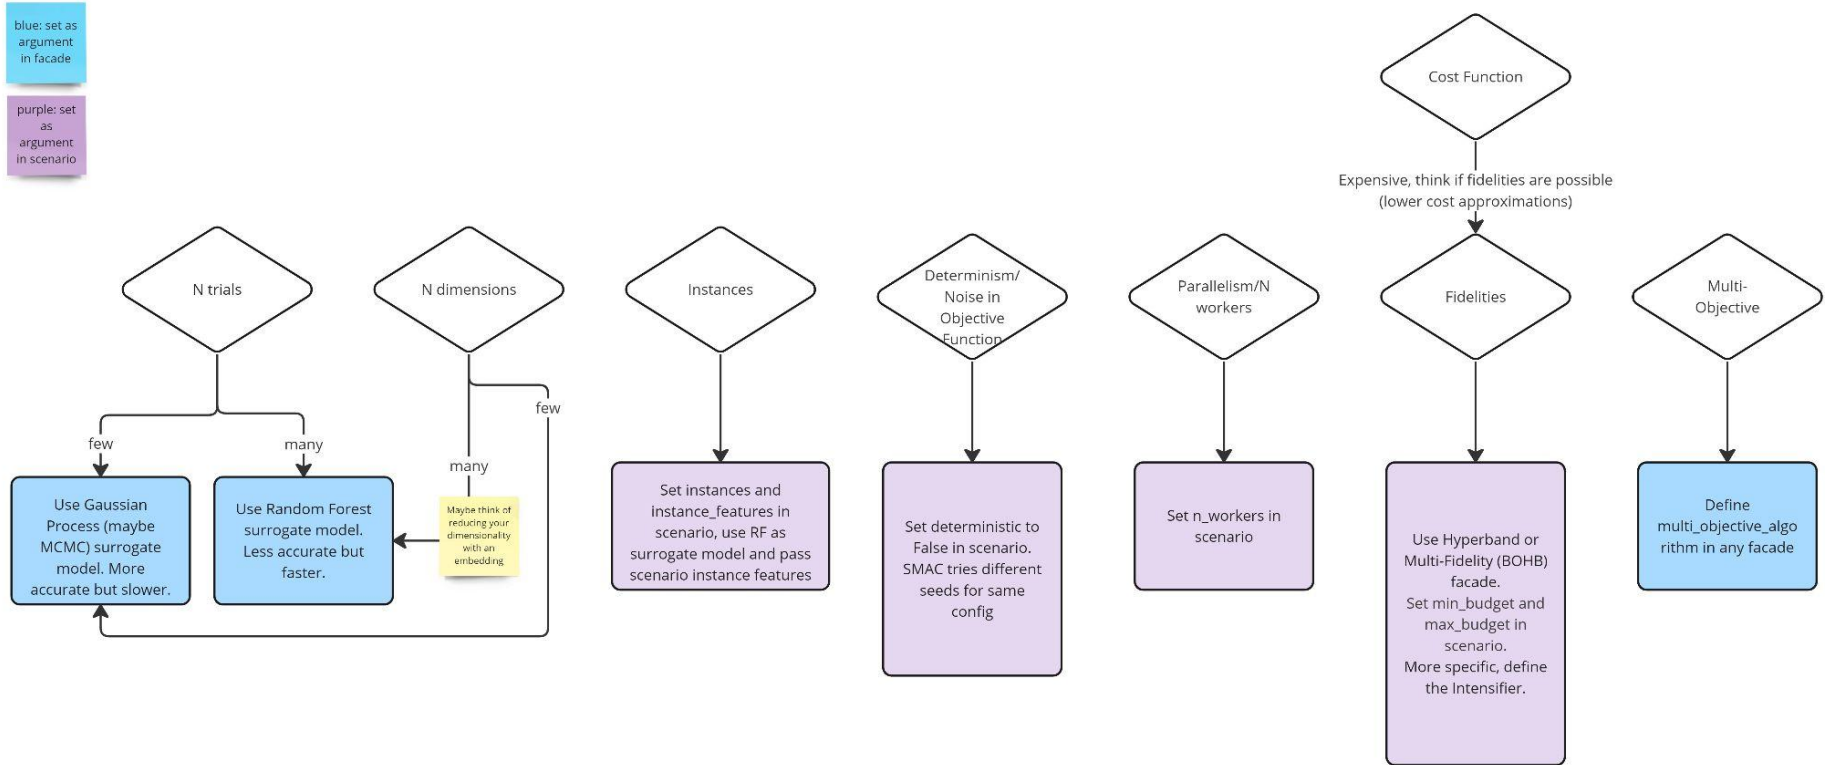 blue: set as
argument
in facade
purple: set
as
argument
in scenario
Cost Function
Expensive, think if fidelities are possible
(lower cost approximations)
N trials
N dimensions
Instances
Determinism/
Noise in
Objective
Function
Parallelism/N
workers
Fidelities
Multi-
Objective
few
many
many
few
Use Gaussian
Process (maybe
MCMC) surrogate
model. More
accurate but slower.
Use Random Forest
surrogate model.
Less accurate but
faster.
Maybe think of
reducing your
dimensionality
with an
embedding
Set instances and
instance_features in
scenario, use RF as
surrogate model and pass
scenario instance features
Set deterministic to
False in scenario.
SMAC tries different
seeds for same
config
Set n_workers in
scenario
Use Hyperband or
Multi-Fidelity (BOHB)
facade.
Set min_budget and
max_budget in
scenario.
More specific, define
the Intensifier.
Define
multi_objective_algo
rithm in any facade